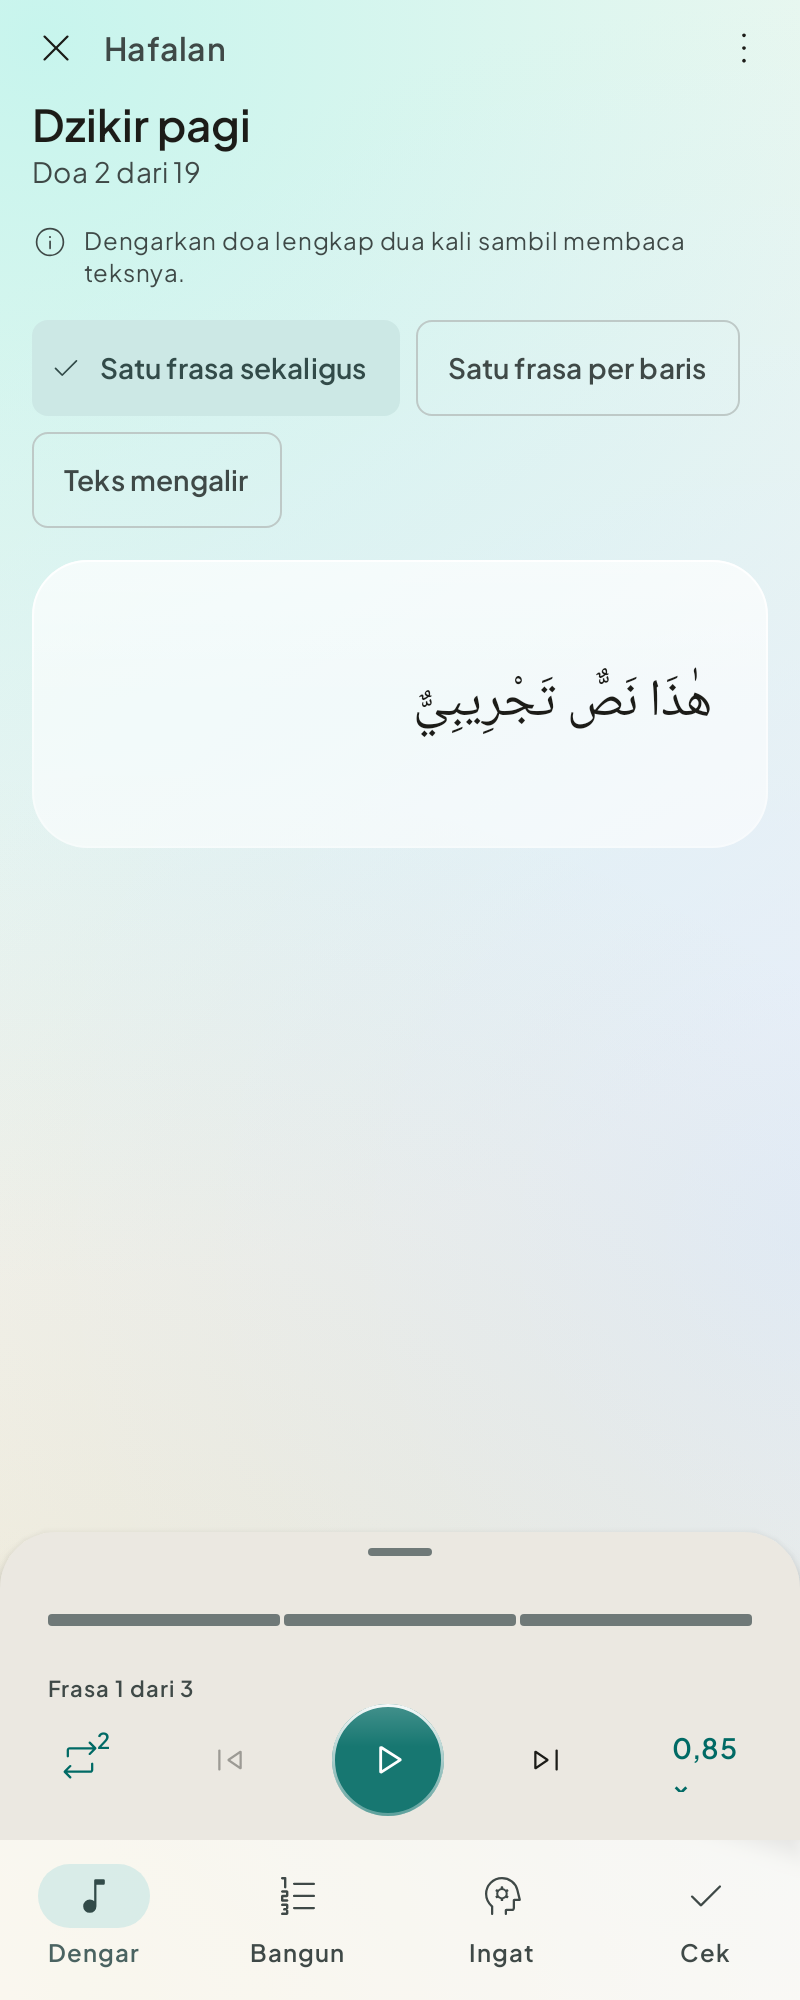 Hafalan
Dzikir pagi
Doa 2 dari 19
Dengarkan doa lengkap dua kali sambil membaca
teksnya.
Satu frasa sekaligus
Satu frasa per baris
Teks mengalir
هٰذَا نَصٌّ تَجْرِيبِيٌّ
Frasa 1 dari 3
2
0,85
Dengar
Bangun
Ingat
Cek